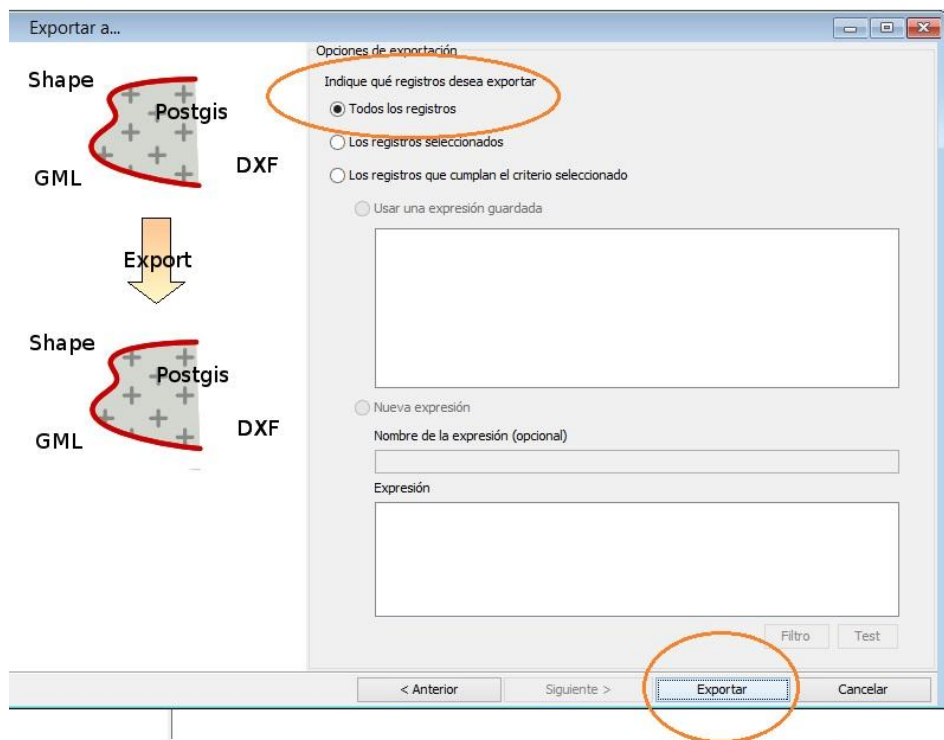 Exportar a...
Shape
Postgis
GML
DXF
Export
Shape
Postgis
GML
DXF
Opciones de exportación
Indique qué registros desea exportar
Todos los registros
Los registros seleccionados
Los registros que cumplan el criterio seleccionado
Usar una expresión guardada
Nueva expresión
Nombre de la expresión (opcional)
Expresión
Filtro
Test
< Anterior
Siguiente >
Exportar
Cancelar